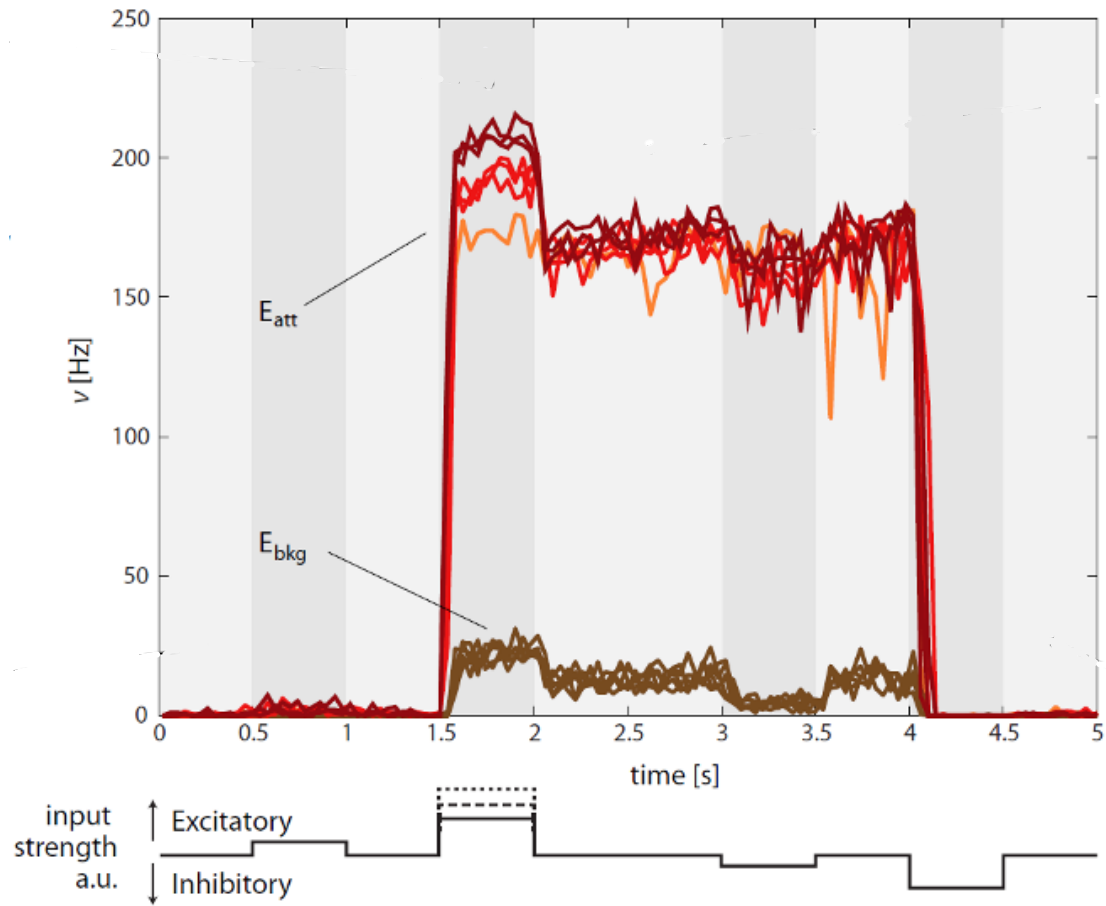 250
200
150
100
50
0
ν [Hz]
E_att
E_bkg
0 0.5 1 1.5 2 2.5 3 3.5 4 4.5 5
time [s]
input
strength
a.u.
Excitatory
Inhibitory